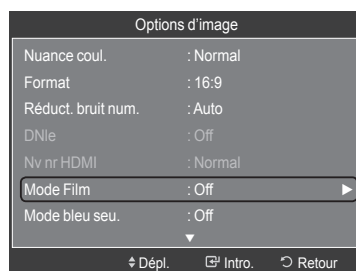 Options d’image
Nuance coul. : Normal
Format : 16:9
Réduct. bruit num. : Auto
DNIe : Off
Nv nr HDMI : Normal
Mode Film : Off
Mode bleu seu. : Off
Dépl. Intro. Retour